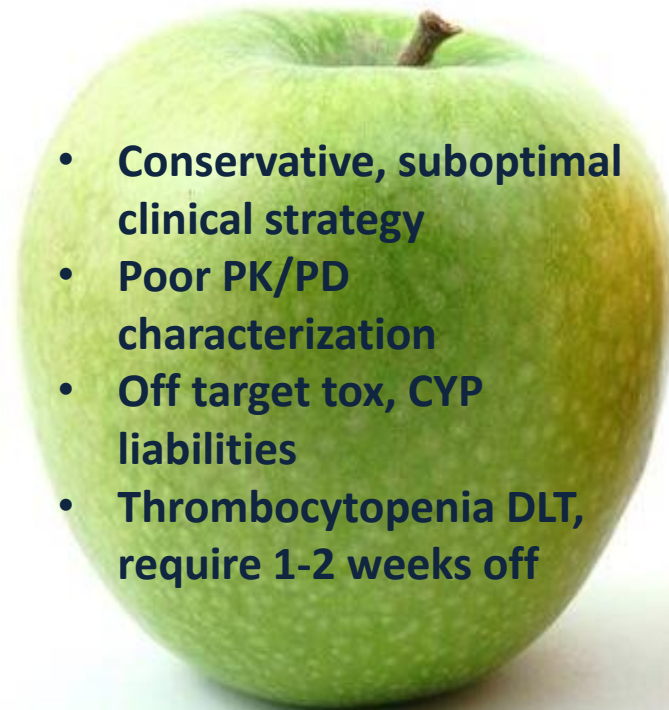 • Conservative, suboptimal
clinical strategy
• Poor PK/PD
characterization
• Off target tox, CYP
liabilities
• Thrombocytopenia DLT,
require 1-2 weeks off